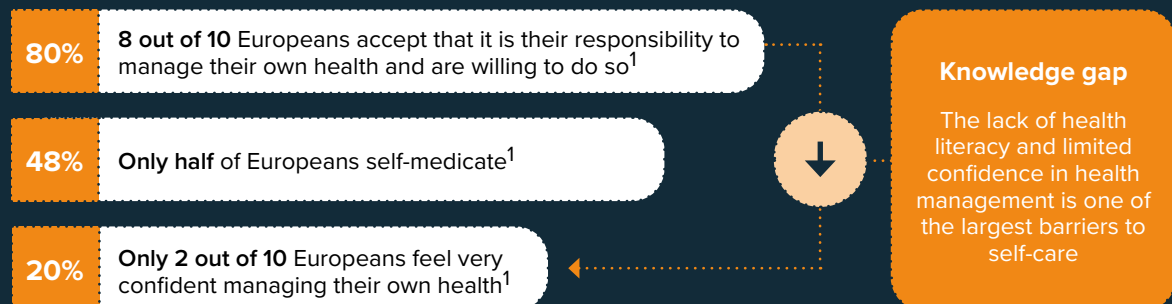 80%
8 out of 10 Europeans accept that it is their responsibility to
manage their own health and are willing to do so1
48%
Only half of Europeans self-medicate1
20%
Only 2 out of 10 Europeans feel very
confident managing their own health1
Knowledge gap
The lack of health
literacy and limited
confidence in health
management is one of
the largest barriers to
self-care